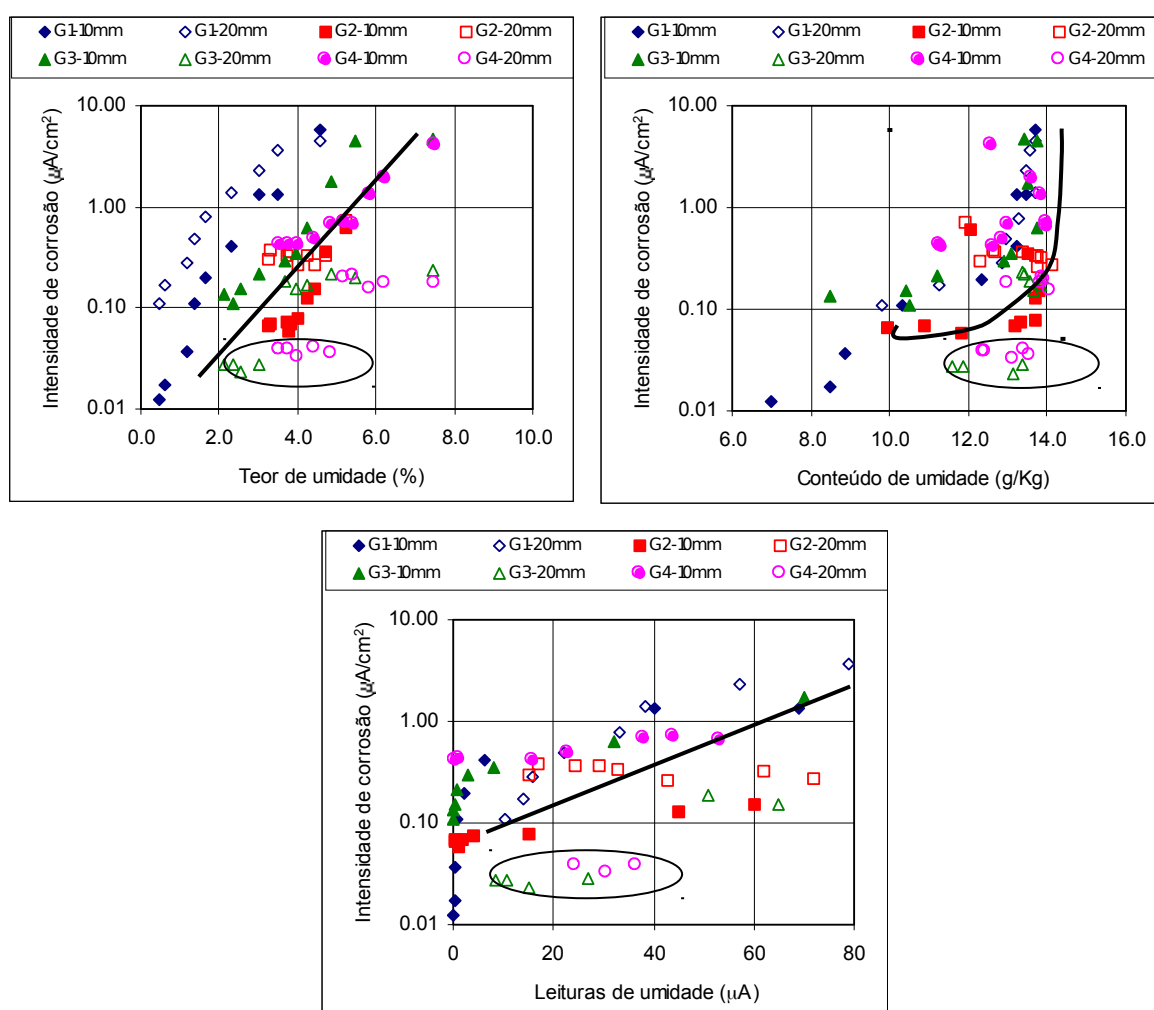 G1-10mm G1-20mm G2-10mm G2-20mm
G3-10mm G3-20mm G4-10mm G4-20mm
Intensidade de corrosão (μA/cm²)
10.00
1.00
0.10
0.01
0.0 2.0 4.0 6.0 8.0 10.0
Teor de umidade (%)
G1-10mm G1-20mm G2-10mm G2-20mm
G3-10mm G3-20mm G4-10mm G4-20mm
Intensidade de corrosão (μA/cm²)
10.00
1.00
0.10
0.01
6.0 8.0 10.0 12.0 14.0 16.0
Conteúdo de umidade (g/Kg)
G1-10mm G1-20mm G2-10mm G2-20mm
G3-10mm G3-20mm G4-10mm G4-20mm
Intensidade de corrosão (μA/cm²)
10.00
1.00
0.10
0.01
0 20 40 60 80
Leituras de umidade (μA)